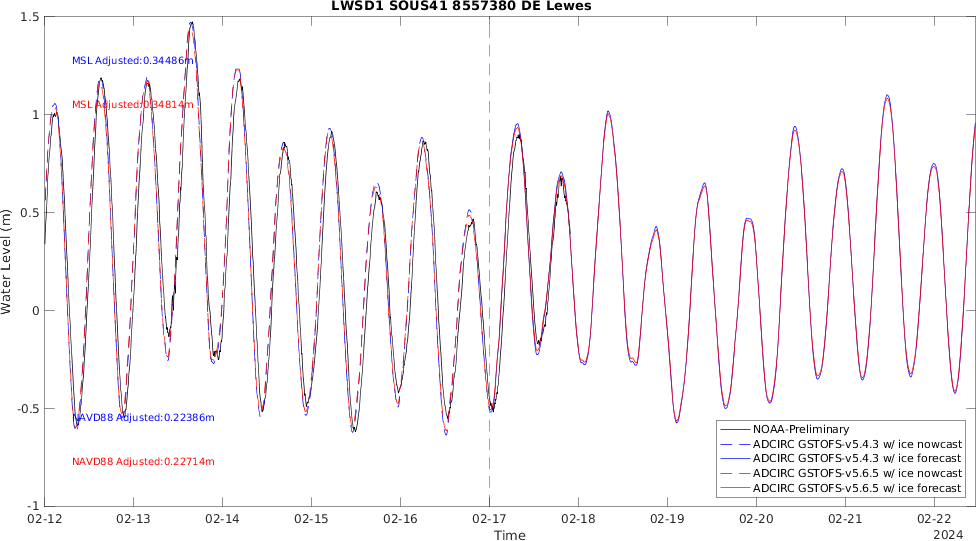 LWSD1 SOUS41 8557380 DE Lewes
1.5
MSL Adjusted:0.34486m
MSL Adjusted:0.34814m
1
0.5
Water Level (m)
0
-0.5
NAVD88 Adjusted:0.22386m
NAVD88 Adjusted:0.22714m
NOAA-Preliminary
ADCIRC GSTOFS-v5.4.3 w/ ice nowcast
ADCIRC GSTOFS-v5.4.3 w/ ice forecast
ADCIRC GSTOFS-v5.6.5 w/ ice nowcast
ADCIRC GSTOFS-v5.6.5 w/ ice forecast
-1
02-12 02-13 02-14 02-15 02-16 02-17 02-18 02-19 02-20 02-21 02-22
Time 2024